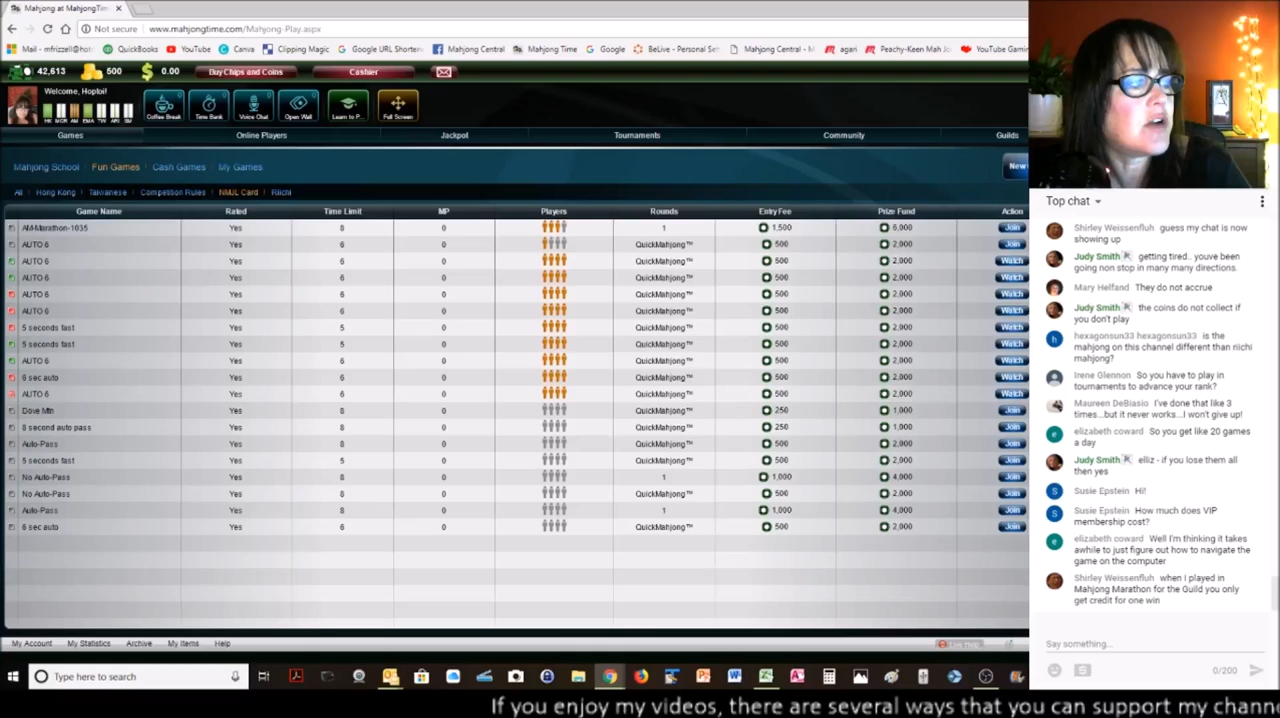 Mahjong at MahjongTime
Not secure www.mahjongtime.com/Mahjong-Play.aspx
Mail - mfrizzell@hot QuickBooks YouTube Canva Clipping Magic Google URL Shorten Mahjong Central Mahjong Time Google BeLive - Personal Set Mahjong Central - M agari Peachy-Keen Mah Jo YouTube Gamin
42,613 500 0.00 Buy Chips and Coins Cashier
Welcome, Hoptoi!
HK MCR AM EMA TW ARI SM
Coffee Break Time Bank Voice Chat Open Wall Learn to P... Full Screen
Games Online Players Jackpot Tournaments Community Guilds
Mahjong School Fun Games Cash Games My Games New
All Hong Kong Taiwanese Competition Rules NMJL Card Riichi
Game Name Rated Time Limit MP Players Rounds Entry Fee Prize Fund Action
AM-Marathon-1035 Yes 8 0 1 1,500 6,000 Join
AUTO 6 Yes 6 0 QuickMahjong™ 500 2,000 Join
AUTO 6 Yes 6 0 QuickMahjong™ 500 2,000 Watch
AUTO 6 Yes 6 0 QuickMahjong™ 500 2,000 Watch
AUTO 6 Yes 6 0 QuickMahjong™ 500 2,000 Watch
AUTO 6 Yes 6 0 QuickMahjong™ 500 2,000 Watch
5 seconds fast Yes 5 0 QuickMahjong™ 500 2,000 Watch
5 seconds fast Yes 5 0 QuickMahjong™ 500 2,000 Watch
AUTO 6 Yes 6 0 QuickMahjong™ 500 2,000 Watch
6 sec auto Yes 6 0 QuickMahjong™ 500 2,000 Watch
AUTO 6 Yes 6 0 QuickMahjong™ 500 2,000 Watch
Dove Mtn Yes 8 0 QuickMahjong™ 250 1,000 Join
8 second auto pass Yes 8 0 QuickMahjong™ 250 1,000 Join
Auto-Pass Yes 8 0 QuickMahjong™ 500 2,000 Join
5 seconds fast Yes 5 0 QuickMahjong™ 500 2,000 Join
No Auto-Pass Yes 8 0 1 1,000 4,000 Join
No Auto-Pass Yes 8 0 QuickMahjong™ 500 2,000 Join
Auto-Pass Yes 8 0 1 1,000 4,000 Join
6 sec auto Yes 6 0 QuickMahjong™ 500 2,000 Join
My Account My Statistics Archive My Items Help
Type here to search
Top chat
Shirley Weissenfluh guess my chat is now
showing up
Judy Smith getting tired.. youve been
going non stop in many many directions.
Mary Helfand They do not accrue
Judy Smith the coins do not collect if
you don't play
hexagonsun33 hexagonsun33 is the
mahjong on this channel different than riichi
mahjong?
Irene Glennon So you have to play in
tournaments to advance your rank?
Maureen DeBiasio I've done that like 3
times...but it never works...I won't give up!
elizabeth coward So you get like 20 games
a day
Judy Smith elliz - if you lose them all
then yes
Susie Epstein Hi!
Susie Epstein How much does VIP
membership cost?
elizabeth coward Well I'm thinking it takes
awhile to just figure out how to navigate the
game on the computer
Shirley Weissenfluh when I played in
Mahjong Marathon for the Guild you only
get credit for one win
Say something...
0/200
If you enjoy my videos, there are several ways that you can support my chann